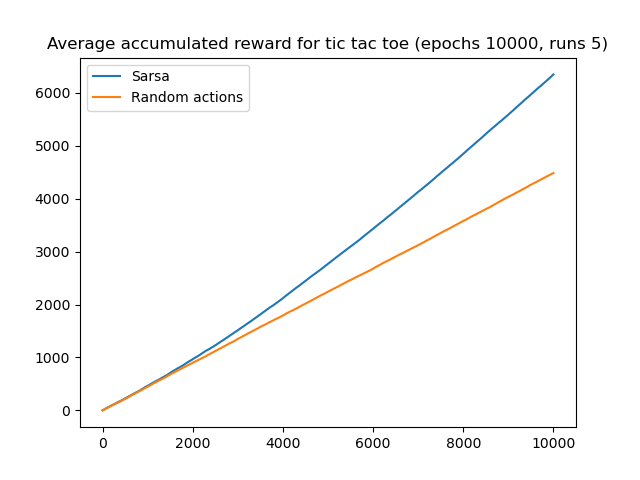 Average accumulated reward for tic tac toe (epochs 10000, runs 5)
Sarsa
Random actions
6000
5000
4000
3000
2000
1000
0
0 2000 4000 6000 8000 10000